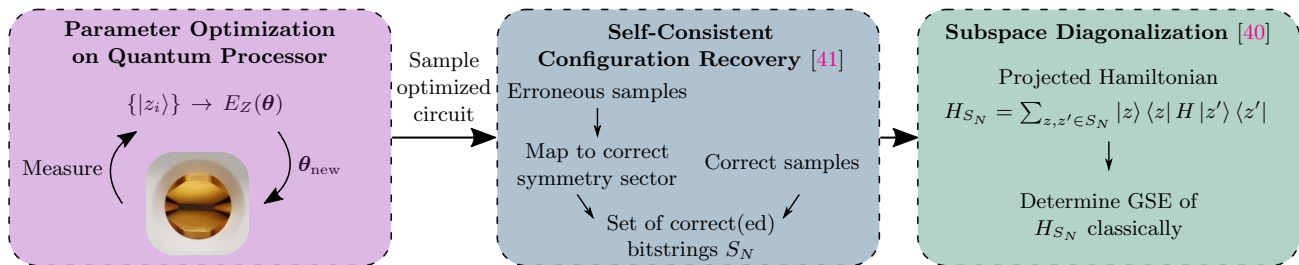 Parameter Optimization
on Quantum Processor
{|z_i⟩} → E_Z(θ)
Measure
θ_new
Sample
optimized
circuit
Self-Consistent
Configuration Recovery [41]
Erroneous samples
Map to correct
symmetry sector
Correct samples
Set of correct(ed)
bitstrings S_N
Subspace Diagonalization [40]
Projected Hamiltonian
H_{S_N} = ∑_{z,z′∈S_N} |z⟩ ⟨z| H |z′⟩ ⟨z′|
Determine GSE of
H_{S_N} classically